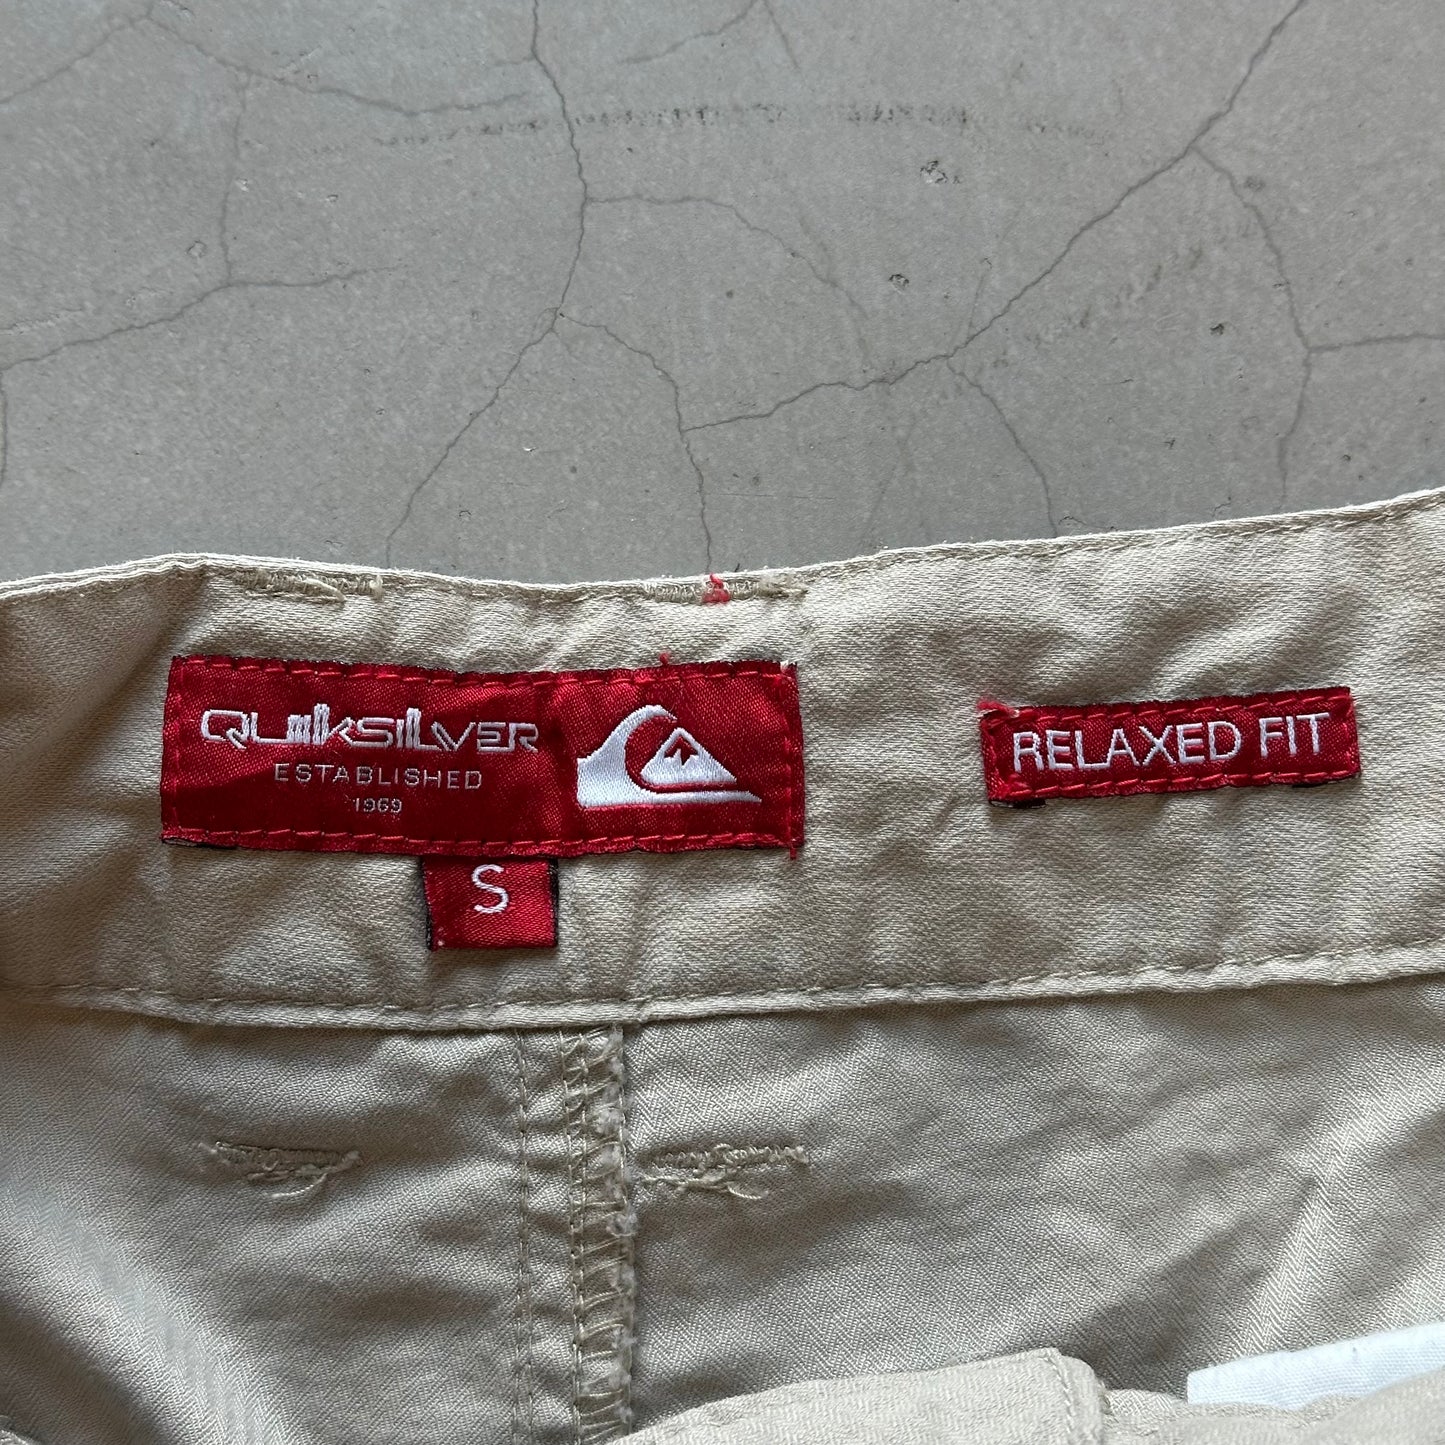 QUIKSILVER
ESTABLISHED
1969
S
RELAXED FIT